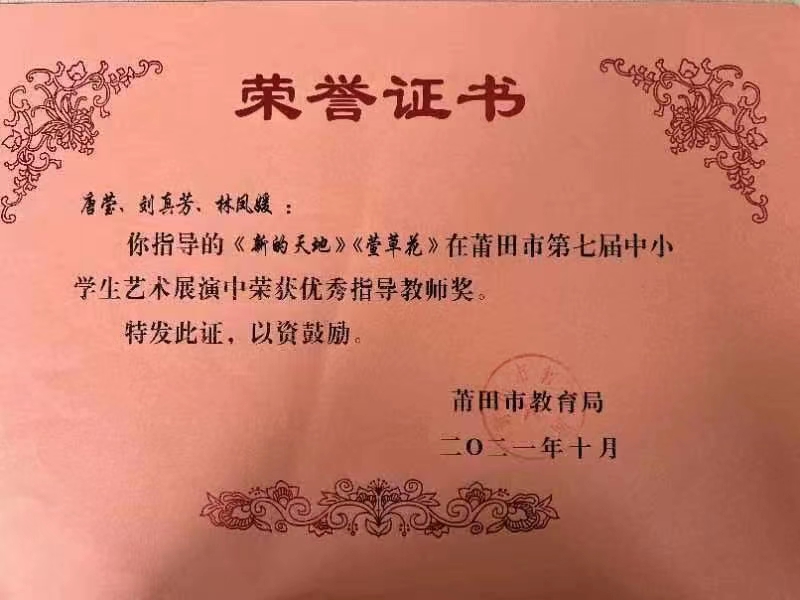 荣誉证书
唐莹、刘真芳、林凤媛：
你指导的《新的天地》《萱草花》在莆田市第七届中小
学生艺术展演中荣获优秀指导教师奖。
特发此证，以资鼓励。
莆田市教育局
二〇二一年十月